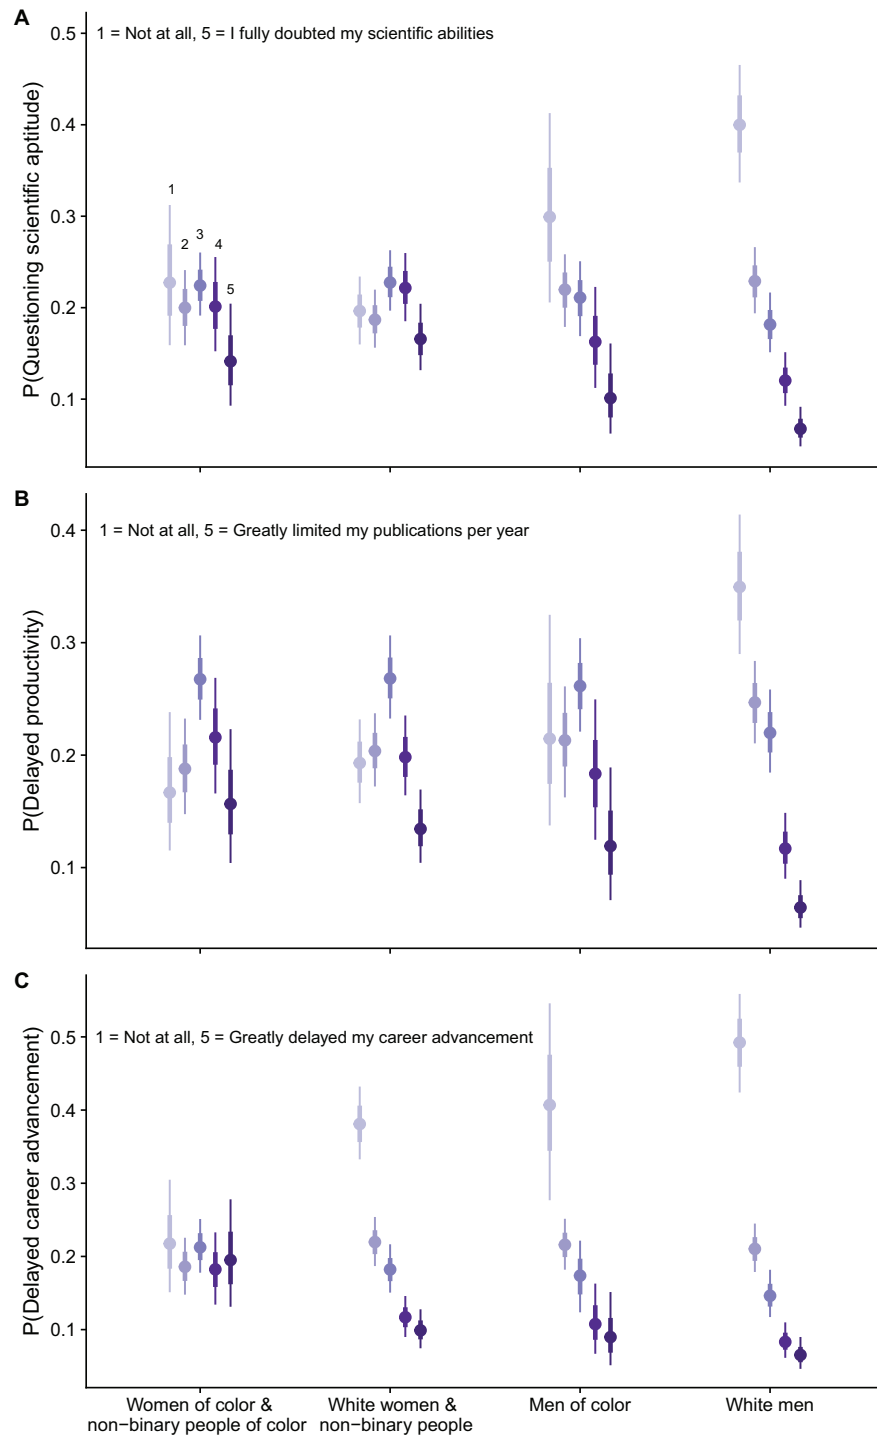 A
1 = Not at all, 5 = I fully doubted my scientific abilities
P(Questioning scientific aptitude)
0.5
0.4
0.3
0.2
0.1
1
2
3
4
5
B
1 = Not at all, 5 = Greatly limited my publications per year
P(Delayed productivity)
0.4
0.3
0.2
0.1
C
1 = Not at all, 5 = Greatly delayed my career advancement
P(Delayed career advancement)
0.5
0.4
0.3
0.2
0.1
Women of color &
non−binary people of color
White women &
non−binary people
Men of color
White men